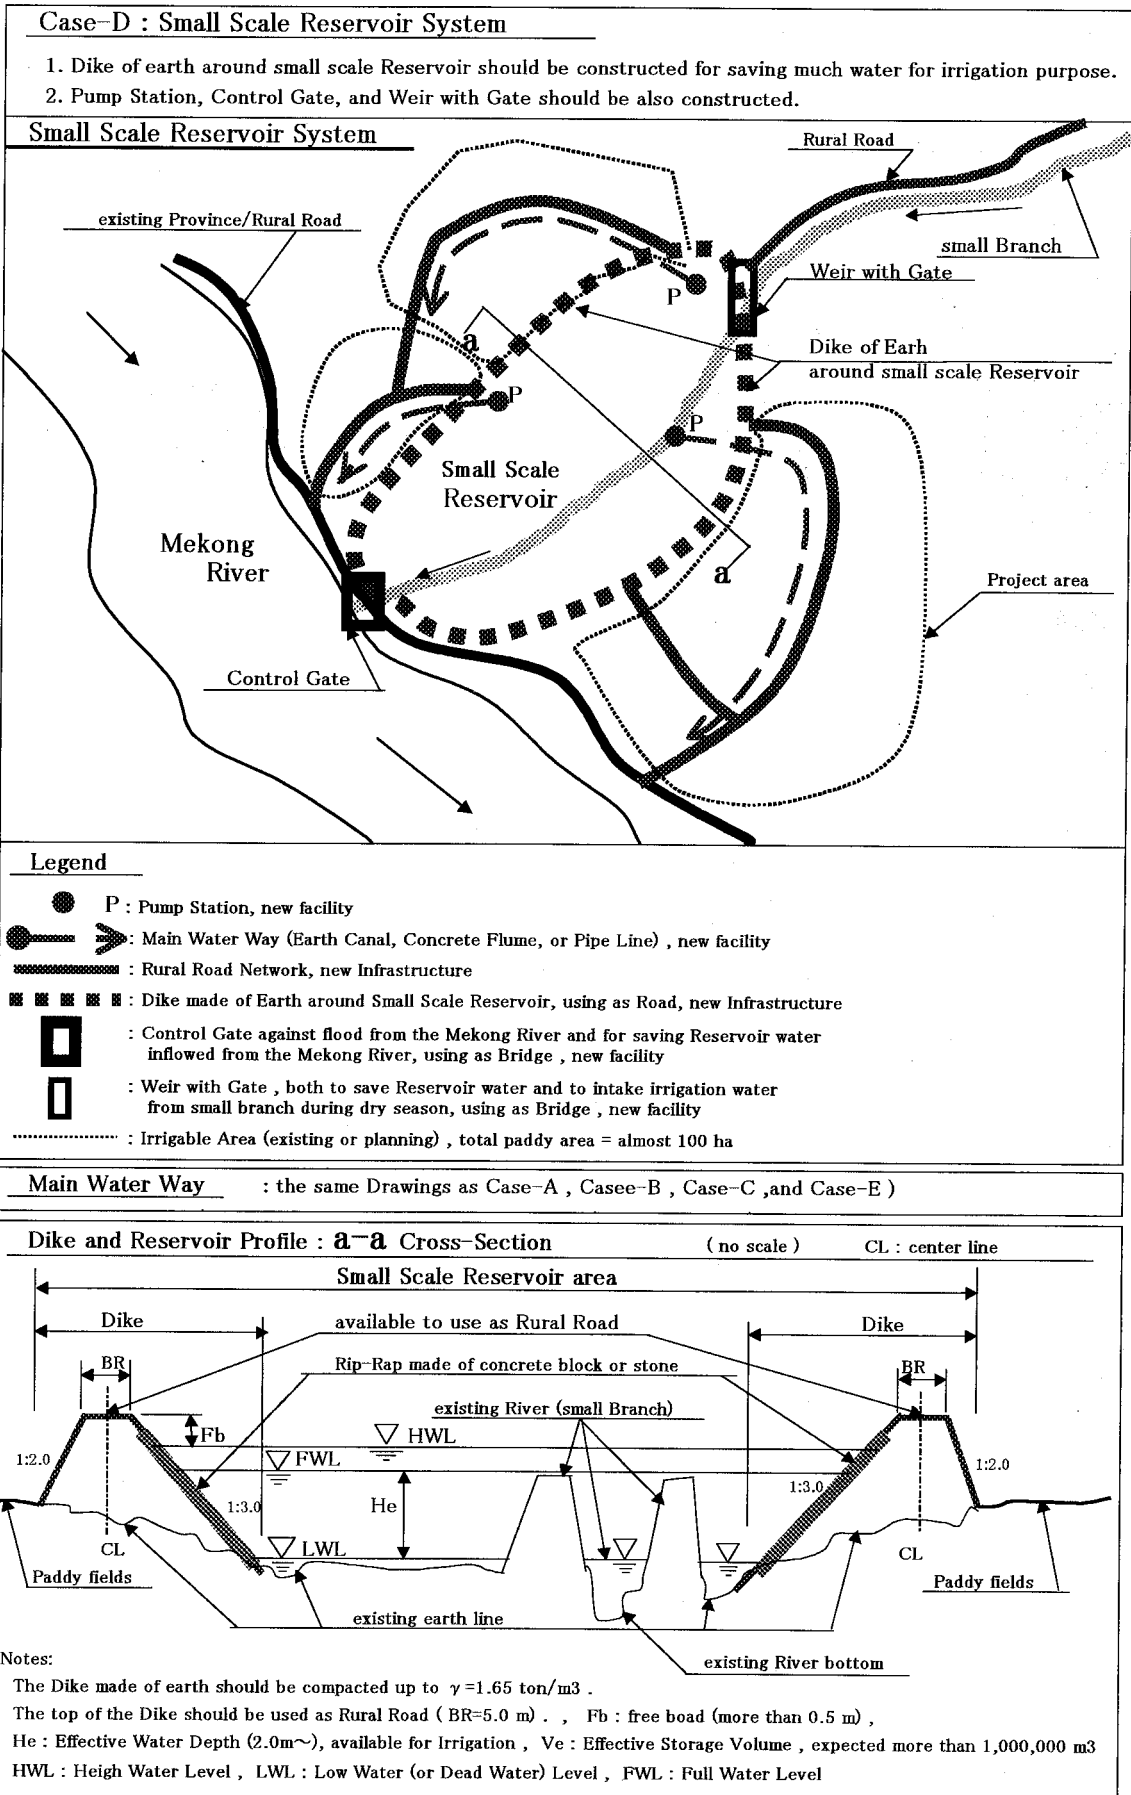 Case-D : Small Scale Reservoir System
1. Dike of earth around small scale Reservoir should be constructed for saving much water for irrigation purpose.
2. Pump Station, Control Gate, and Weir with Gate should be also constructed.
Small Scale Reservoir System
Rural Road
existing Province/Rural Road
small Branch
Weir with Gate
P
a
Dike of Earh
around small scale Reservoir
P
P
Small Scale
Reservoir
Mekong
River
a
Project area
Control Gate
Legend
P : Pump Station, new facility
: Main Water Way (Earth Canal, Concrete Flume, or Pipe Line) , new facility
: Rural Road Network, new Infrastructure
: Dike made of Earth around Small Scale Reservoir, using as Road, new Infrastructure
: Control Gate against flood from the Mekong River and for saving Reservoir water
inflowed from the Mekong River, using as Bridge , new facility
: Weir with Gate , both to save Reservoir water and to intake irrigation water
from small branch during dry season, using as Bridge , new facility
: Irrigable Area (existing or planning) , total paddy area = almost 100 ha
Main Water Way : the same Drawings as Case-A , Casee-B , Case-C ,and Case-E )
Dike and Reservoir Profile : a-a Cross-Section ( no scale ) CL : center line
Small Scale Reservoir area
Dike available to use as Rural Road Dike
BR Rip-Rap made of concrete block or stone BR
existing River (small Branch)
Fb HWL
FWL
1:2.0 1:2.0
1:3.0 He 1:3.0
CL LWL CL
Paddy fields Paddy fields
existing earth line
existing River bottom
Notes:
The Dike made of earth should be compacted up to γ=1.65 ton/m3 .
The top of the Dike should be used as Rural Road ( BR=5.0 m) . , Fb : free boad (more than 0.5 m) ,
He : Effective Water Depth (2.0m~), available for Irrigation , Ve : Effective Storage Volume , expected more than 1,000,000 m3
HWL : Heigh Water Level , LWL : Low Water (or Dead Water) Level , FWL : Full Water Level